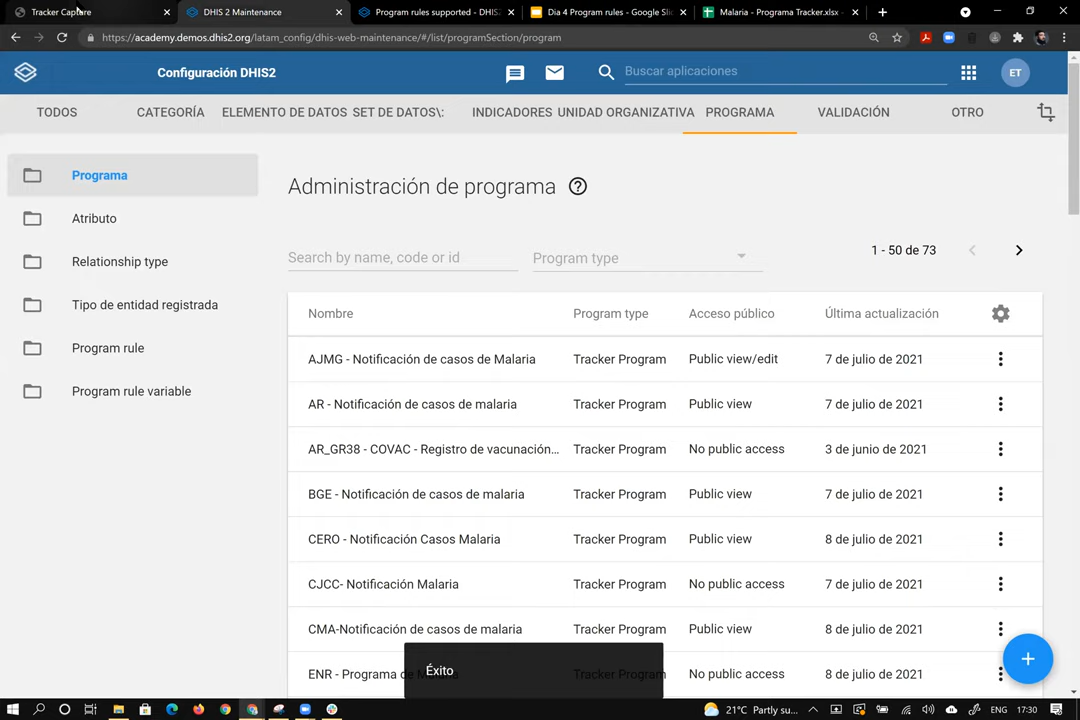 Tracker Capture
DHIS 2 Maintenance
Program rules supported - DHIS
Dia 4 Program rules - Google Sli
Malaria - Programa Tracker.xlsx -
https://academy.demos.dhis2.org/latam_config/dhis-web-maintenance/#/list/programSection/program
Configuración DHIS2
Buscar aplicaciones
ET
TODOS
CATEGORÍA
ELEMENTO DE DATOS
SET DE DATOS\:
INDICADORES
UNIDAD ORGANIZATIVA
PROGRAMA
VALIDACIÓN
OTRO
Programa
Atributo
Relationship type
Tipo de entidad registrada
Program rule
Program rule variable
Administración de programa
Search by name, code or id
Program type
1 - 50 de 73
Nombre Program type Acceso público Última actualización
AJMG - Notificación de casos de Malaria Tracker Program Public view/edit 7 de julio de 2021
AR - Notificación de casos de malaria Tracker Program Public view 7 de julio de 2021
AR_GR38 - COVAC - Registro de vacunación... Tracker Program No public access 3 de junio de 2021
BGE - Notificación de casos de malaria Tracker Program Public view 7 de julio de 2021
CERO - Notificación Casos Malaria Tracker Program Public view 8 de julio de 2021
CJCC- Notificación Malaria Tracker Program No public access 7 de julio de 2021
CMA-Notificación de casos de malaria Tracker Program Public view 8 de julio de 2021
ENR - Programa de Tracker Program No public access 8 de julio de 2021
Éxito
21°C Partly su...
ENG
17:30